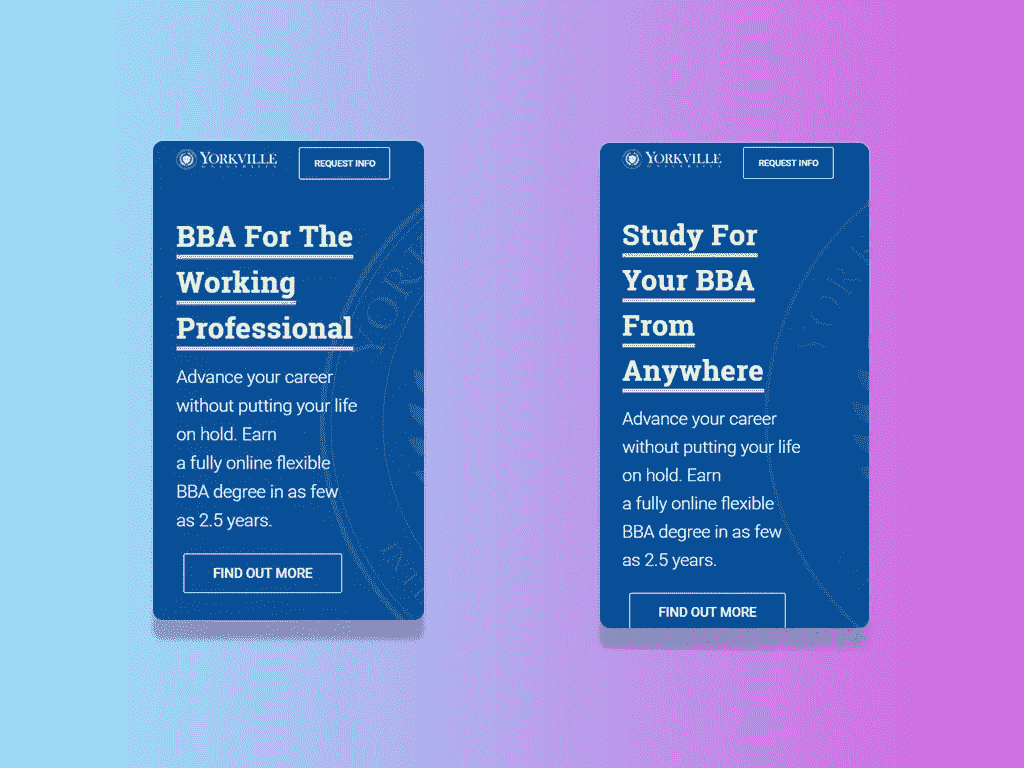 YORKVILLE
UNIVERSITY
REQUEST INFO
BBA For The
Working
Professional
Advance your career
without putting your life
on hold. Earn
a fully online flexible
BBA degree in as few
as 2.5 years.
FIND OUT MORE
YORKVILLE
UNIVERSITY
REQUEST INFO
Study For
Your BBA
From
Anywhere
Advance your career
without putting your life
on hold. Earn
a fully online flexible
BBA degree in as few
as 2.5 years.
FIND OUT MORE